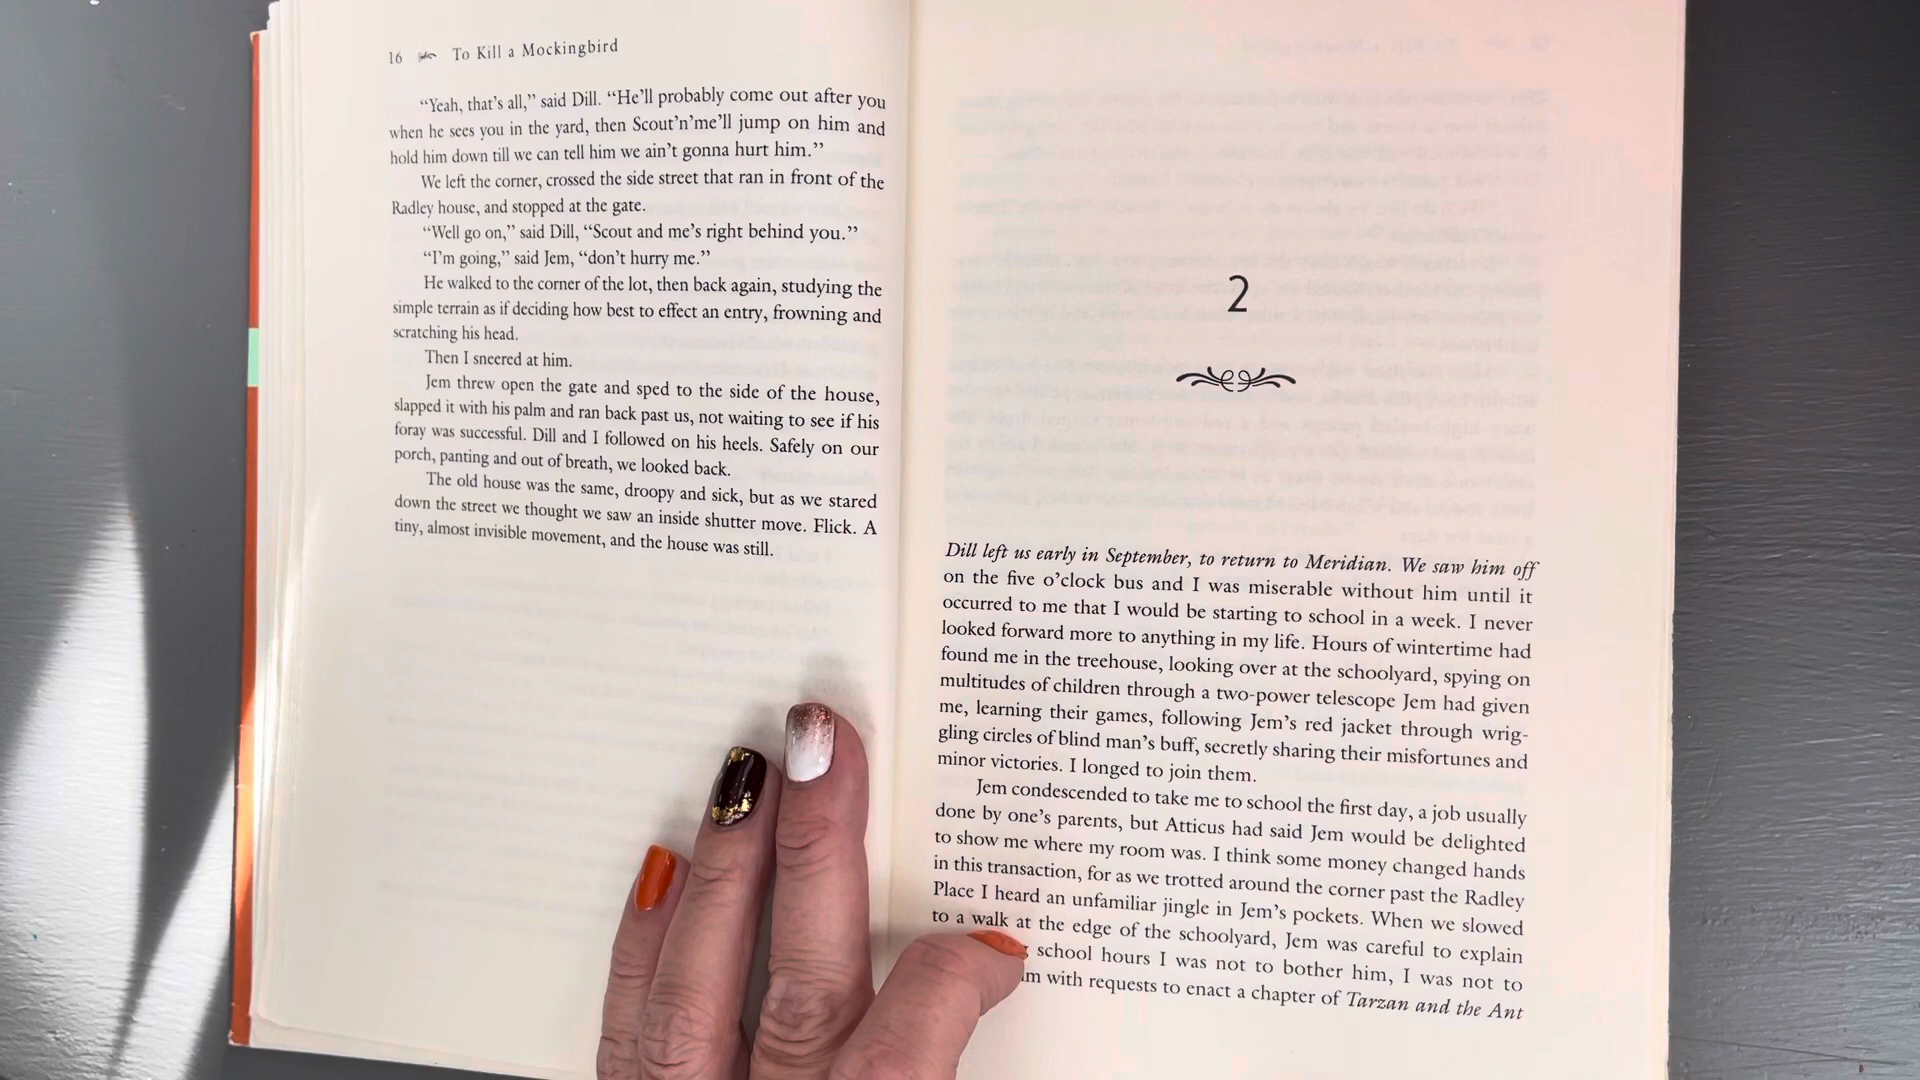 16 To Kill a Mockingbird
“Yeah, that’s all,” said Dill. “He’ll probably come out after you
when he sees you in the yard, then Scout’n’me’ll jump on him and
hold him down till we can tell him we ain’t gonna hurt him.”
We left the corner, crossed the side street that ran in front of the
Radley house, and stopped at the gate.
“Well go on,” said Dill, “Scout and me’s right behind you.”
“I’m going,” said Jem, “don’t hurry me.”
He walked to the corner of the lot, then back again, studying the
simple terrain as if deciding how best to effect an entry, frowning and
scratching his head.
Then I sneered at him.
Jem threw open the gate and sped to the side of the house,
slapped it with his palm and ran back past us, not waiting to see if his
foray was successful. Dill and I followed on his heels. Safely on our
porch, panting and out of breath, we looked back.
The old house was the same, droopy and sick, but as we stared
down the street we thought we saw an inside shutter move. Flick. A
tiny, almost invisible movement, and the house was still.
2
Dill left us early in September, to return to Meridian. We saw him off
on the five o’clock bus and I was miserable without him until it
occurred to me that I would be starting to school in a week. I never
looked forward more to anything in my life. Hours of wintertime had
found me in the treehouse, looking over at the schoolyard, spying on
multitudes of children through a two-power telescope Jem had given
me, learning their games, following Jem’s red jacket through wrig-
gling circles of blind man’s buff, secretly sharing their misfortunes and
minor victories. I longed to join them.
Jem condescended to take me to school the first day, a job usually
done by one’s parents, but Atticus had said Jem would be delighted
to show me where my room was. I think some money changed hands
in this transaction, for as we trotted around the corner past the Radley
Place I heard an unfamiliar jingle in Jem’s pockets. When we slowed
to a walk at the edge of the schoolyard, Jem was careful to explain
school hours I was not to bother him, I was not to
with requests to enact a chapter of Tarzan and the Ant